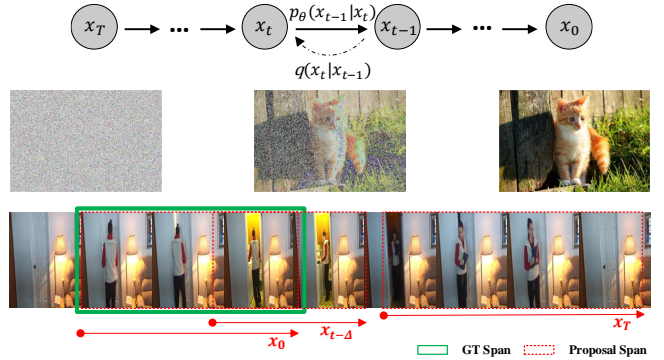 x_T ••• x_t p_θ(x_{t−1}|x_t) x_{t−1} ••• x_0
q(x_t|x_{t−1})
x_0 x_{t−Δ} x_T
GT Span Proposal Span